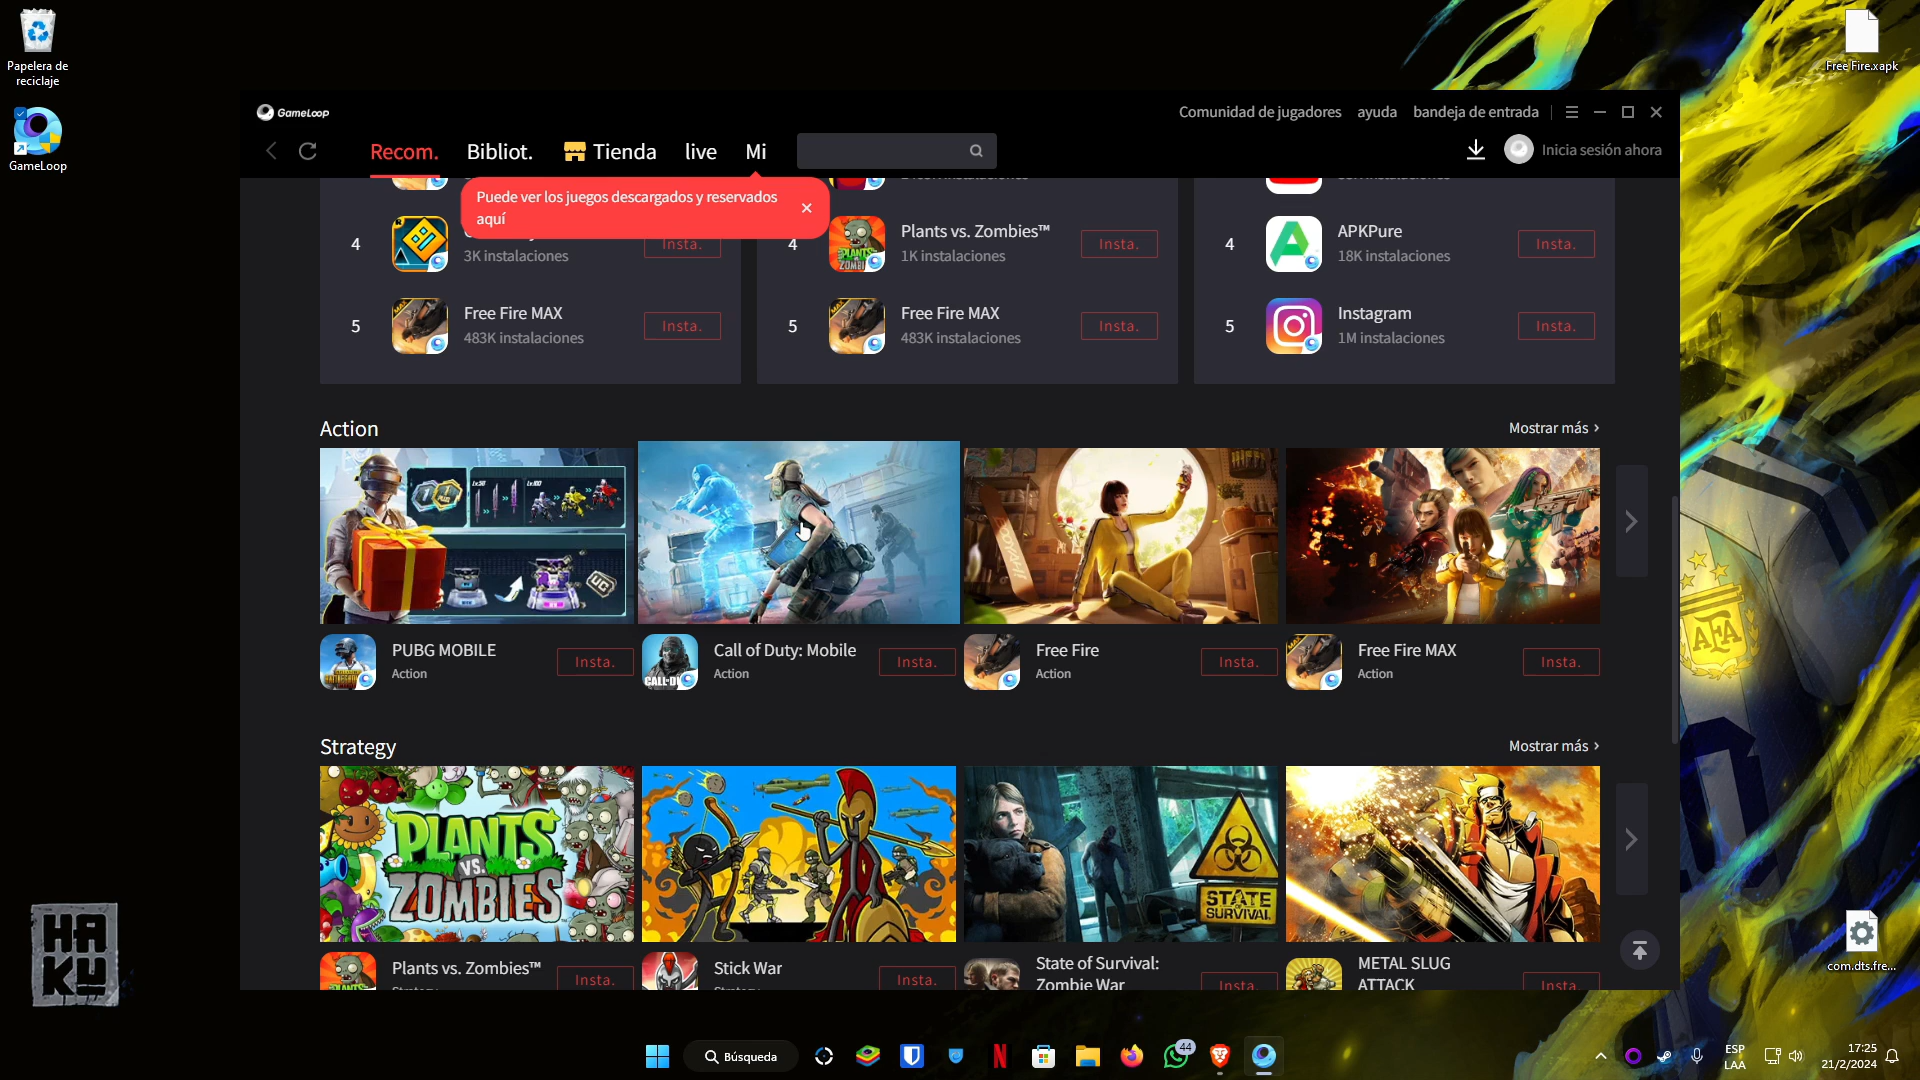 Papelera de
reciclaje
GameLoop
Free Fire.xapk
GameLoop
Comunidad de jugadores
ayuda
bandeja de entrada
Recom.
Bibliot.
Tienda
live
Mi
Inicia sesión ahora
Puede ver los juegos descargados y reservados
aquí
4
3K instalaciones
Insta.
4
Plants vs. Zombies™
1K instalaciones
Insta.
4
APKPure
18K instalaciones
Insta.
5
Free Fire MAX
483K instalaciones
Insta.
5
Free Fire MAX
483K instalaciones
Insta.
5
Instagram
1M instalaciones
Insta.
Action
Mostrar más
PUBG MOBILE
Action
Insta.
Call of Duty: Mobile
Action
Insta.
Free Fire
Action
Insta.
Free Fire MAX
Action
Insta.
Strategy
Mostrar más
PLANTS
VS.
ZOMBIES
STATE
SURVIVAL
AFA
Plants vs. Zombies™
Insta.
Stick War
Insta.
State of Survival:
Zombie War
Insta.
METAL SLUG
ATTACK
Insta.
HAKU
com.dts.fre...
Búsqueda
44
ESP
LAA
17:25
21/2/2024